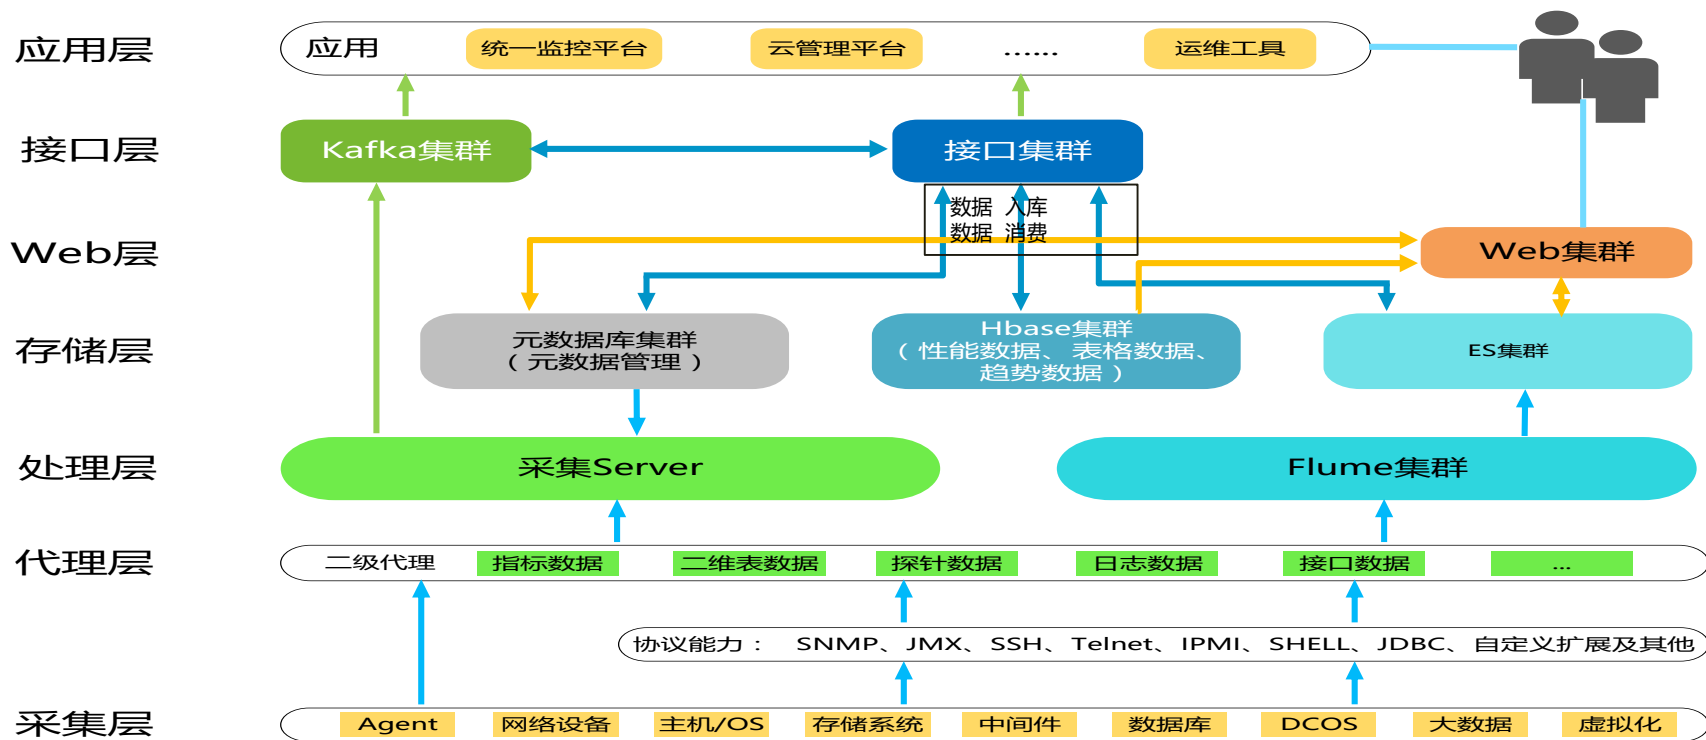 应用层
应用
统一监控平台
云管理平台
......
运维工具
接口层
Kafka集群
接口集群
数据 入库
数据 消费
Web层
Web集群
存储层
元数据库集群
（元数据管理）
Hbase集群
（性能数据、表格数据、
趋势数据）
ES集群
处理层
采集Server
Flume集群
代理层
二级代理
指标数据
二维表数据
探针数据
日志数据
接口数据
...
协议能力： SNMP、JMX、SSH、Telnet、IPMI、SHELL、JDBC、自定义扩展及其他
采集层
Agent
网络设备
主机/OS
存储系统
中间件
数据库
DCOS
大数据
虚拟化